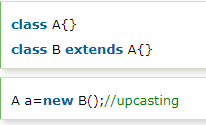 class A{}
class B extends A{}
A a=new B();//upcasting